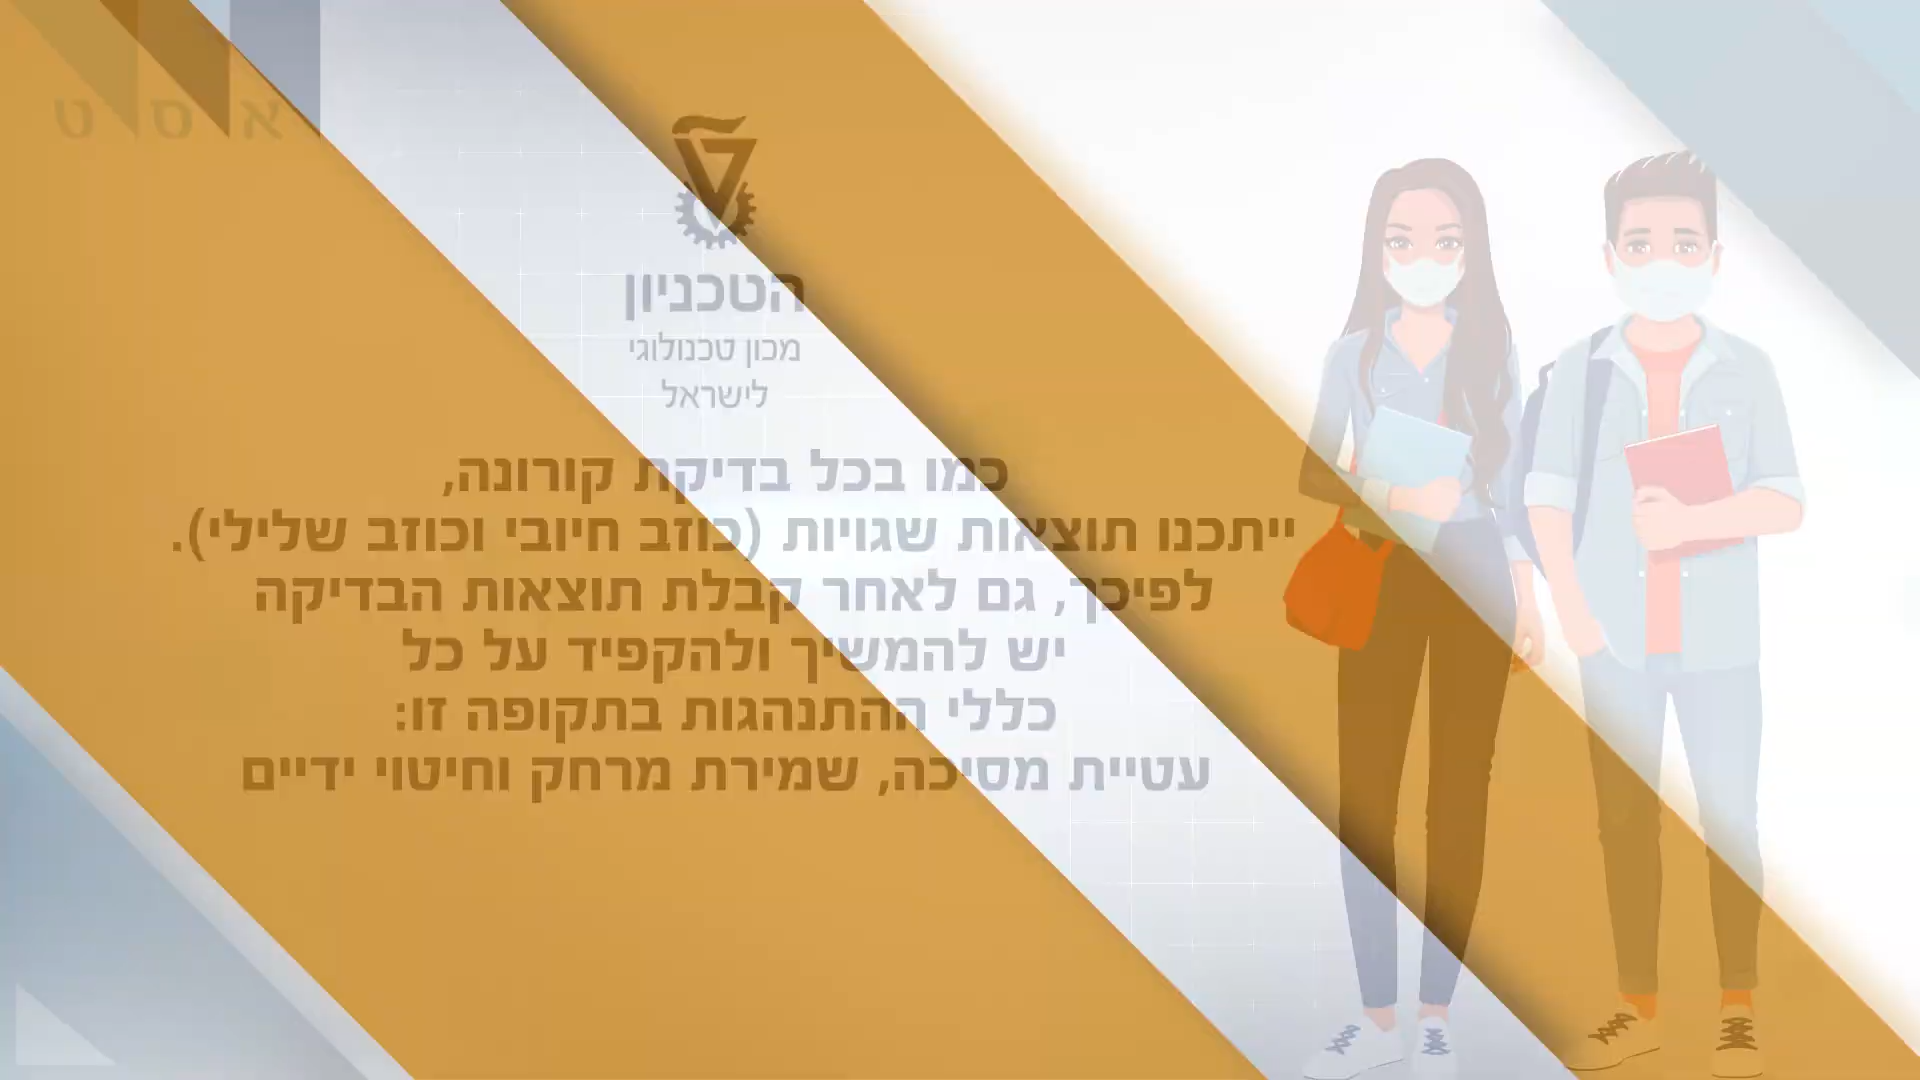 אסט
הטכניון
מכון טכנולוגי
לישראל
כמו בכל בדיקת קורונה,
ייתכנו תוצאות שגויות (כוזב חיובי וכוזב שלילי).
לפיכך, גם לאחר קבלת תוצאות הבדיקה
יש להמשיך ולהקפיד על כל
כללי ההתנהגות בתקופה זו:
עטיית מסיכה, שמירת מרחק וחיטוי ידיים